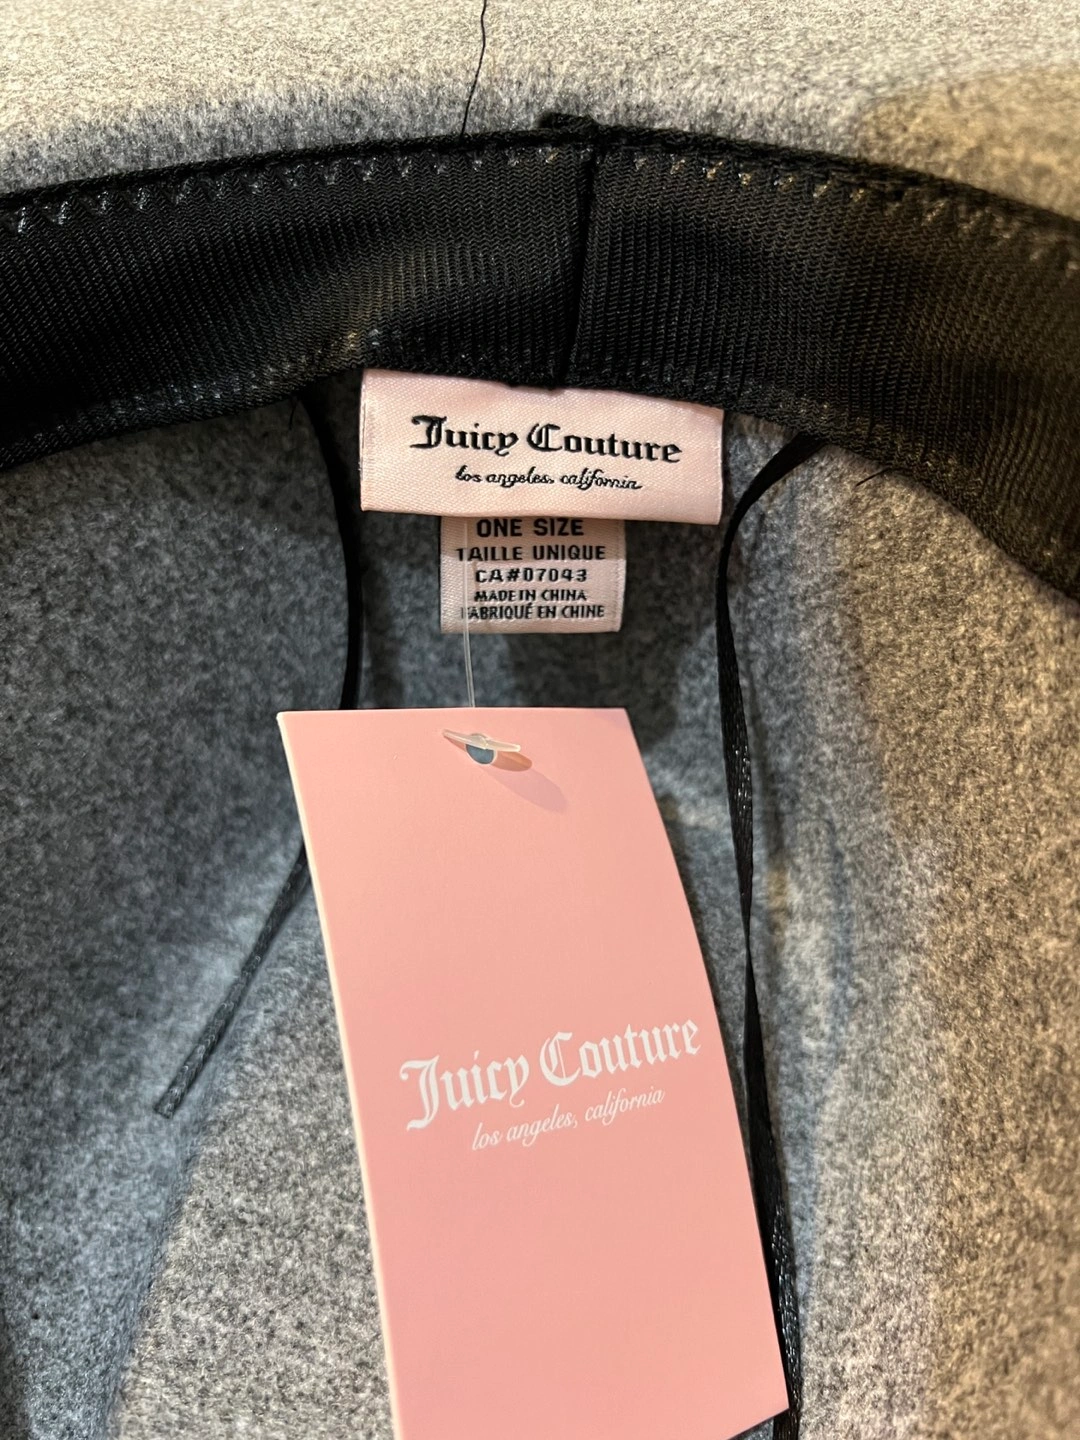 Juicy Couture
los angeles, california
ONE SIZE
TAILLE UNIQUE
CA#07043
MADE IN CHINA
FABRIQUÉ EN CHINE
Juicy Couture
los angeles, california